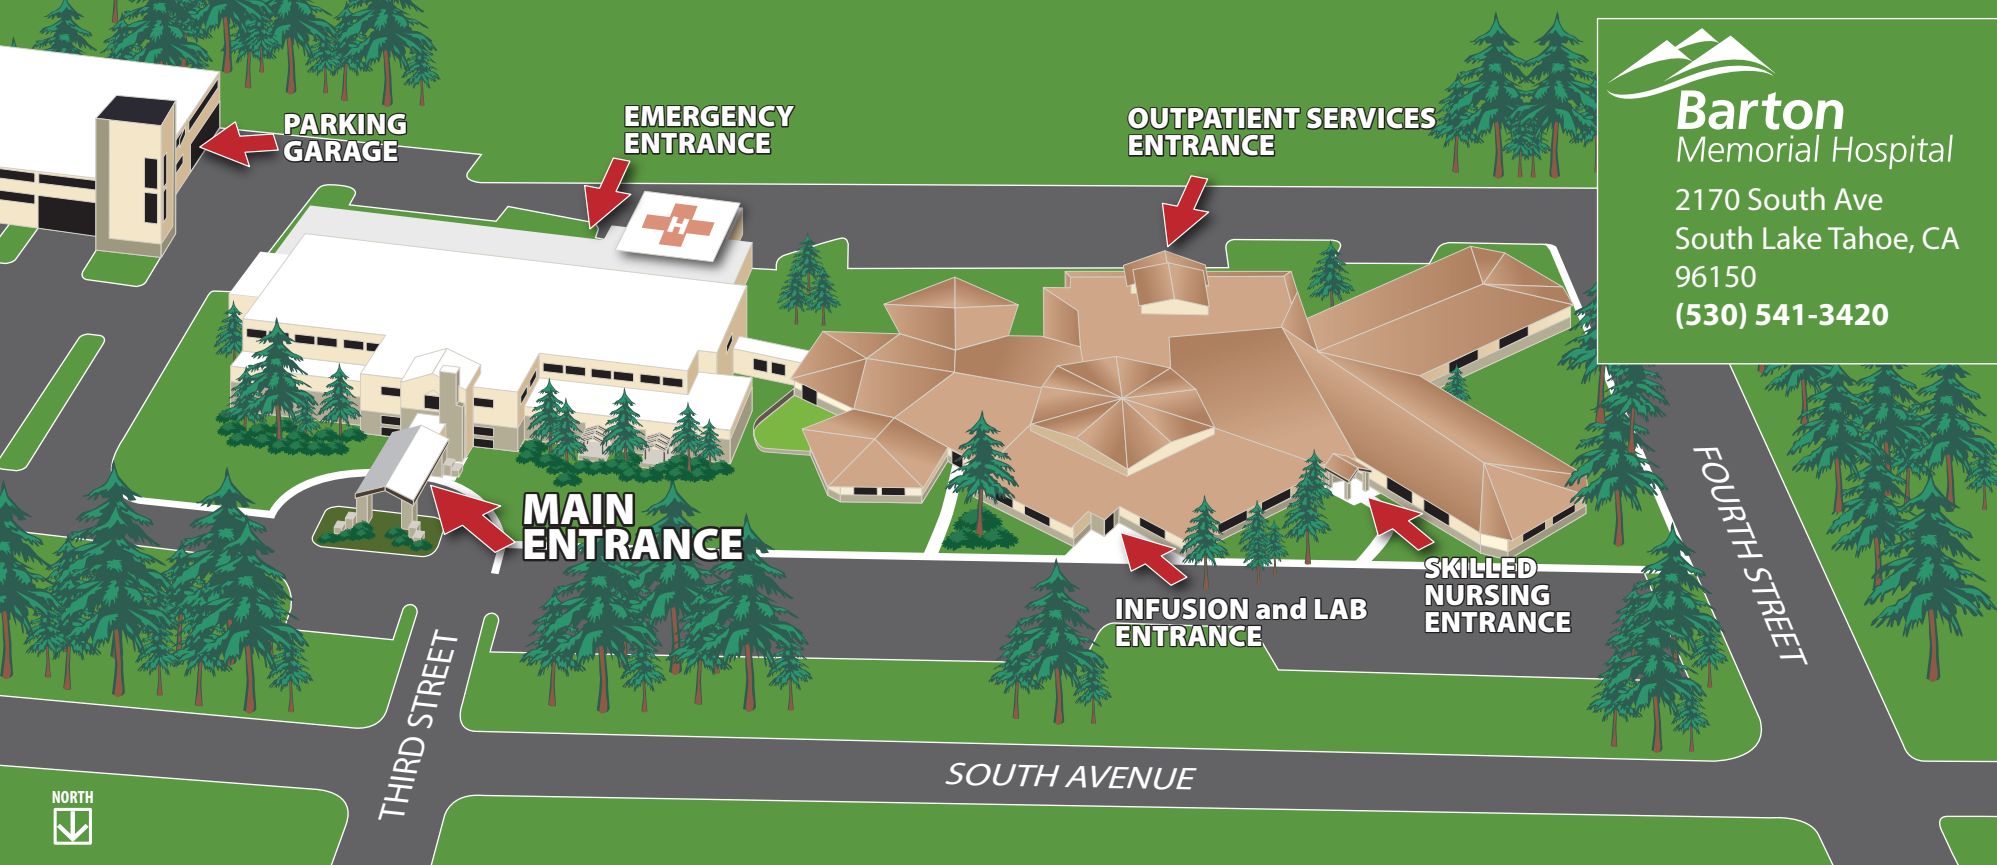 PARKING
GARAGE
EMERGENCY
ENTRANCE
OUTPATIENT SERVICES
ENTRANCE
Barton
Memorial Hospital
2170 South Ave
South Lake Tahoe, CA
96150
(530) 541-3420
H
MAIN
ENTRANCE
INFUSION and LAB
ENTRANCE
SKILLED
NURSING
ENTRANCE
FOURTH STREET
THIRD STREET
SOUTH AVENUE
NORTH